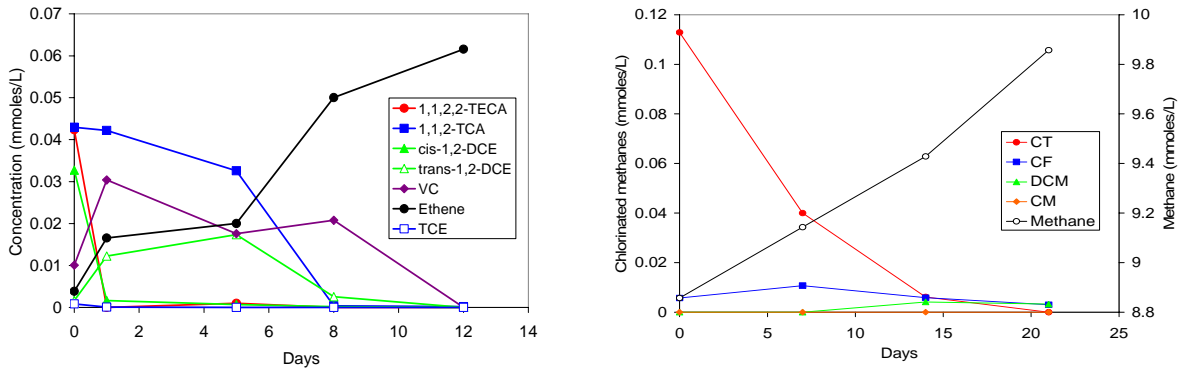 0.07
0.06
0.05
0.04
0.03
0.02
0.01
0
Concentration (mmoles/L)
0 2 4 6 8 10 12 14
Days
1,1,2,2-TECA
1,1,2-TCA
cis-1,2-DCE
trans-1,2-DCE
VC
Ethene
TCE
0.12
0.1
0.08
0.06
0.04
0.02
0
Chlorinated methanes (mmoles/L)
0 5 10 15 20 25
Days
CT
CF
DCM
CM
Methane
10
9.8
9.6
9.4
9.2
9
8.8
Methane (mmoles/L)